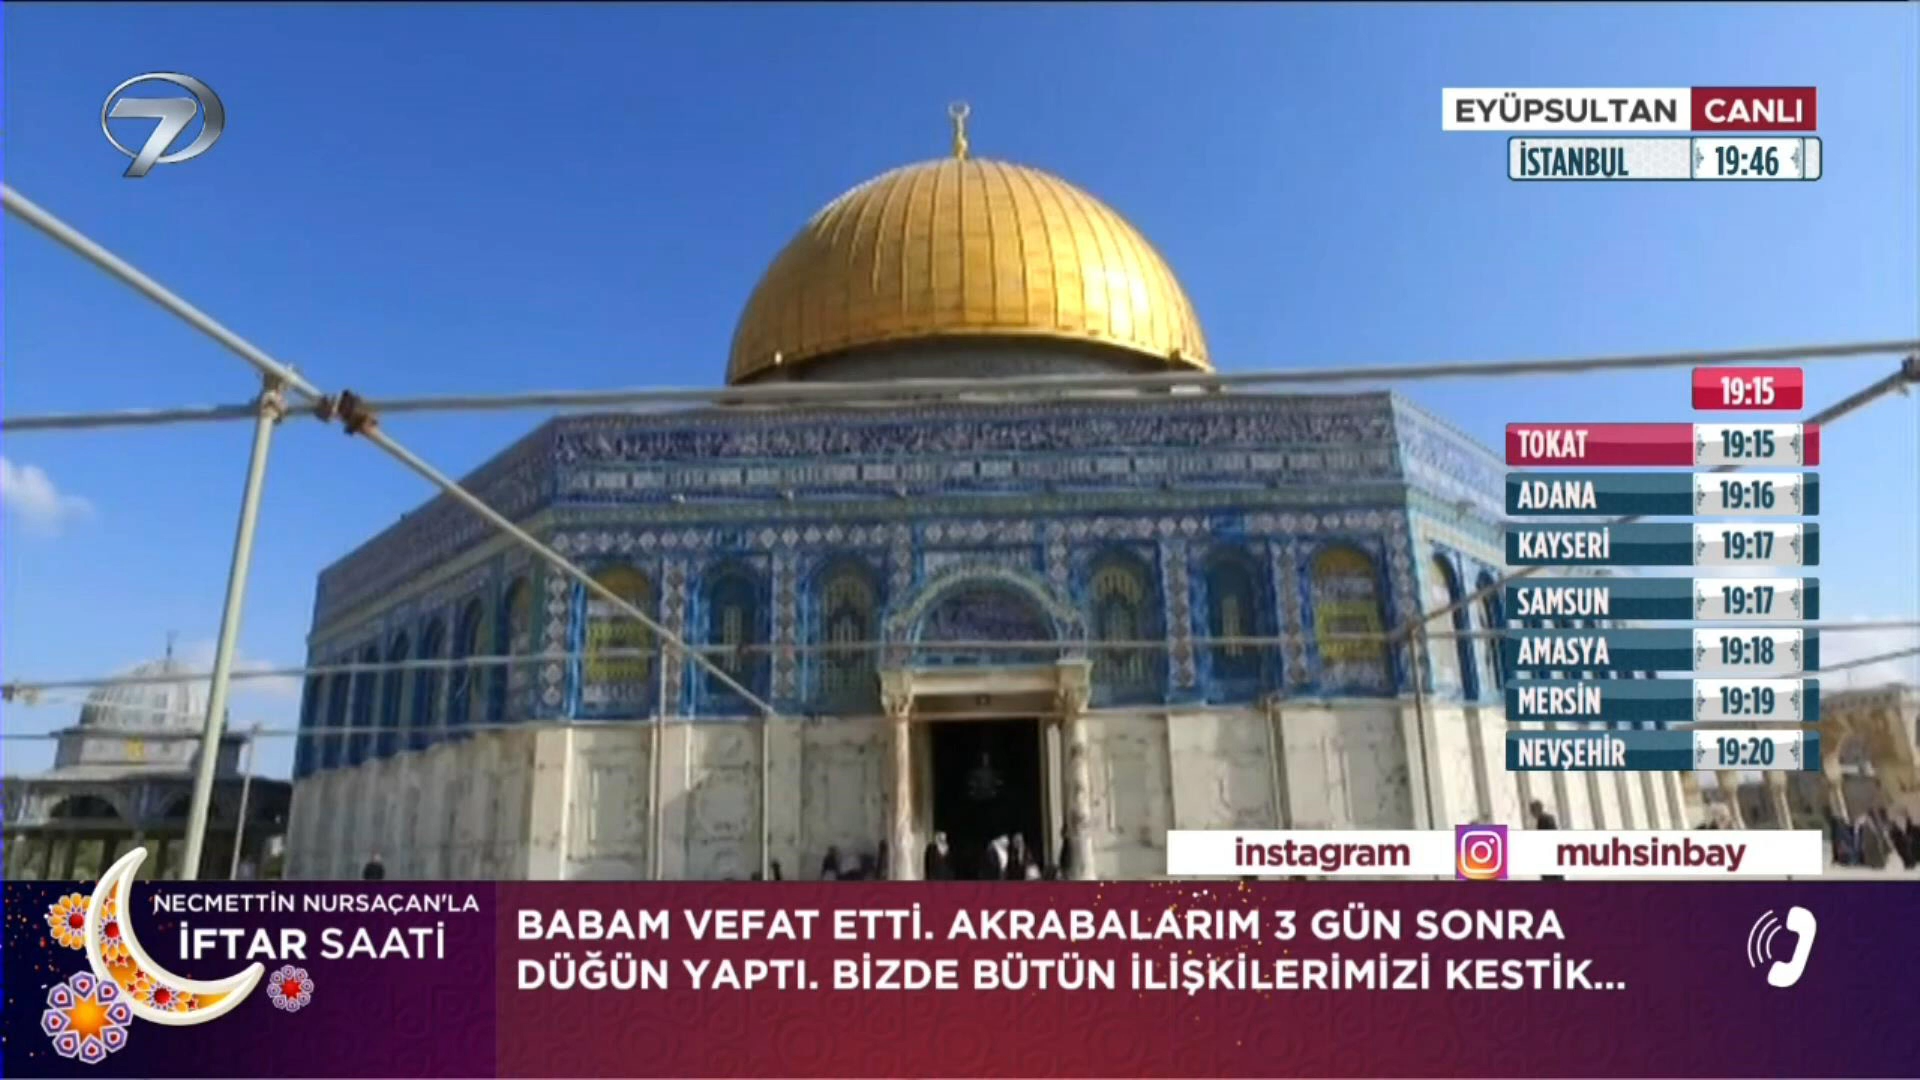 7
EYÜPSULTAN CANLI
İSTANBUL 19:46
19:15
TOKAT 19:15
ADANA 19:16
KAYSERİ 19:17
SAMSUN 19:17
AMASYA 19:18
MERSİN 19:19
NEVŞEHİR 19:20
instagram muhsinbay
NECMETTİN NURSAÇAN'LA
İFTAR SAATİ
BABAM VEFAT ETTİ. AKRABALARIM 3 GÜN SONRA
DÜĞÜN YAPTI. BİZDE BÜTÜN İLİŞKİLERİMİZİ KESTİK...